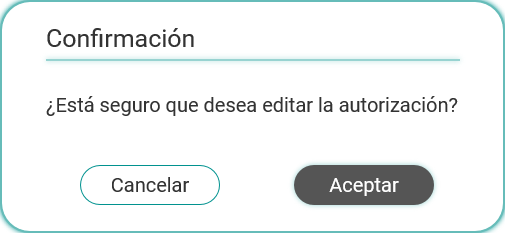 Confirmación
¿Está seguro que desea editar la autorización?
Cancelar
Aceptar